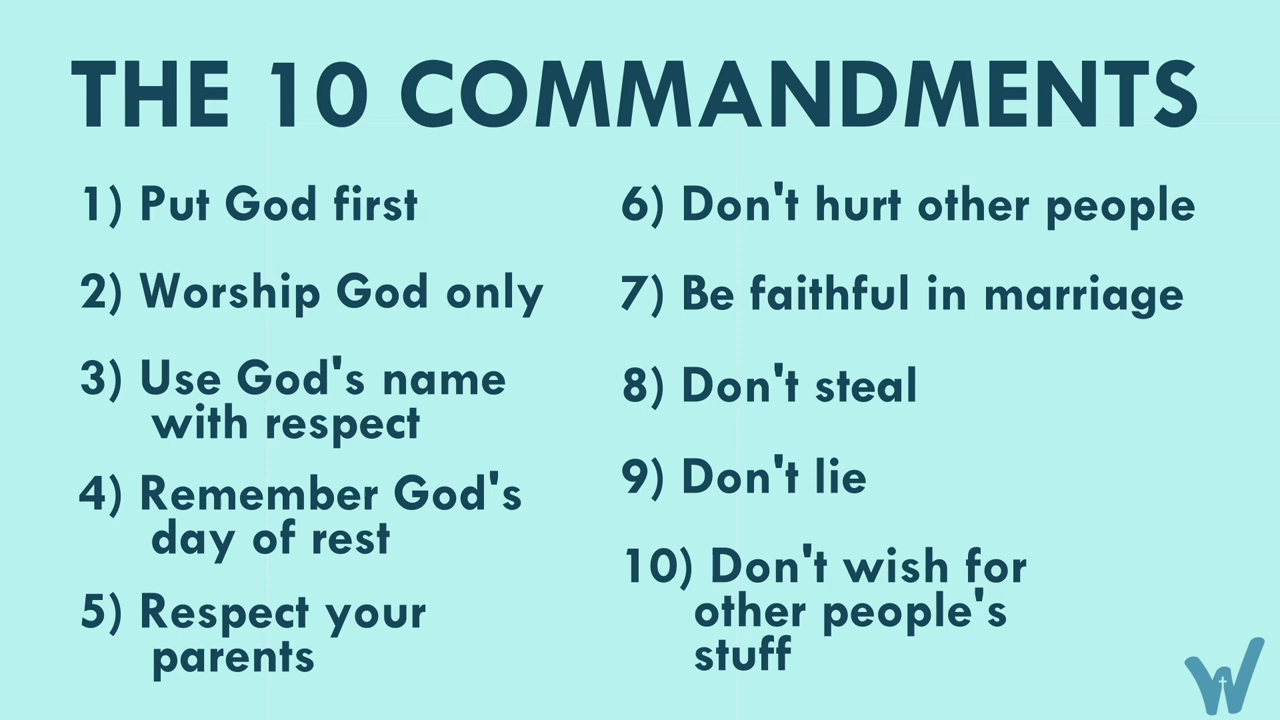 THE 10 COMMANDMENTS
1) Put God first
2) Worship God only
3) Use God's name
with respect
4) Remember God's
day of rest
5) Respect your
parents
6) Don't hurt other people
7) Be faithful in marriage
8) Don't steal
9) Don't lie
10) Don't wish for
other people's
stuff
W